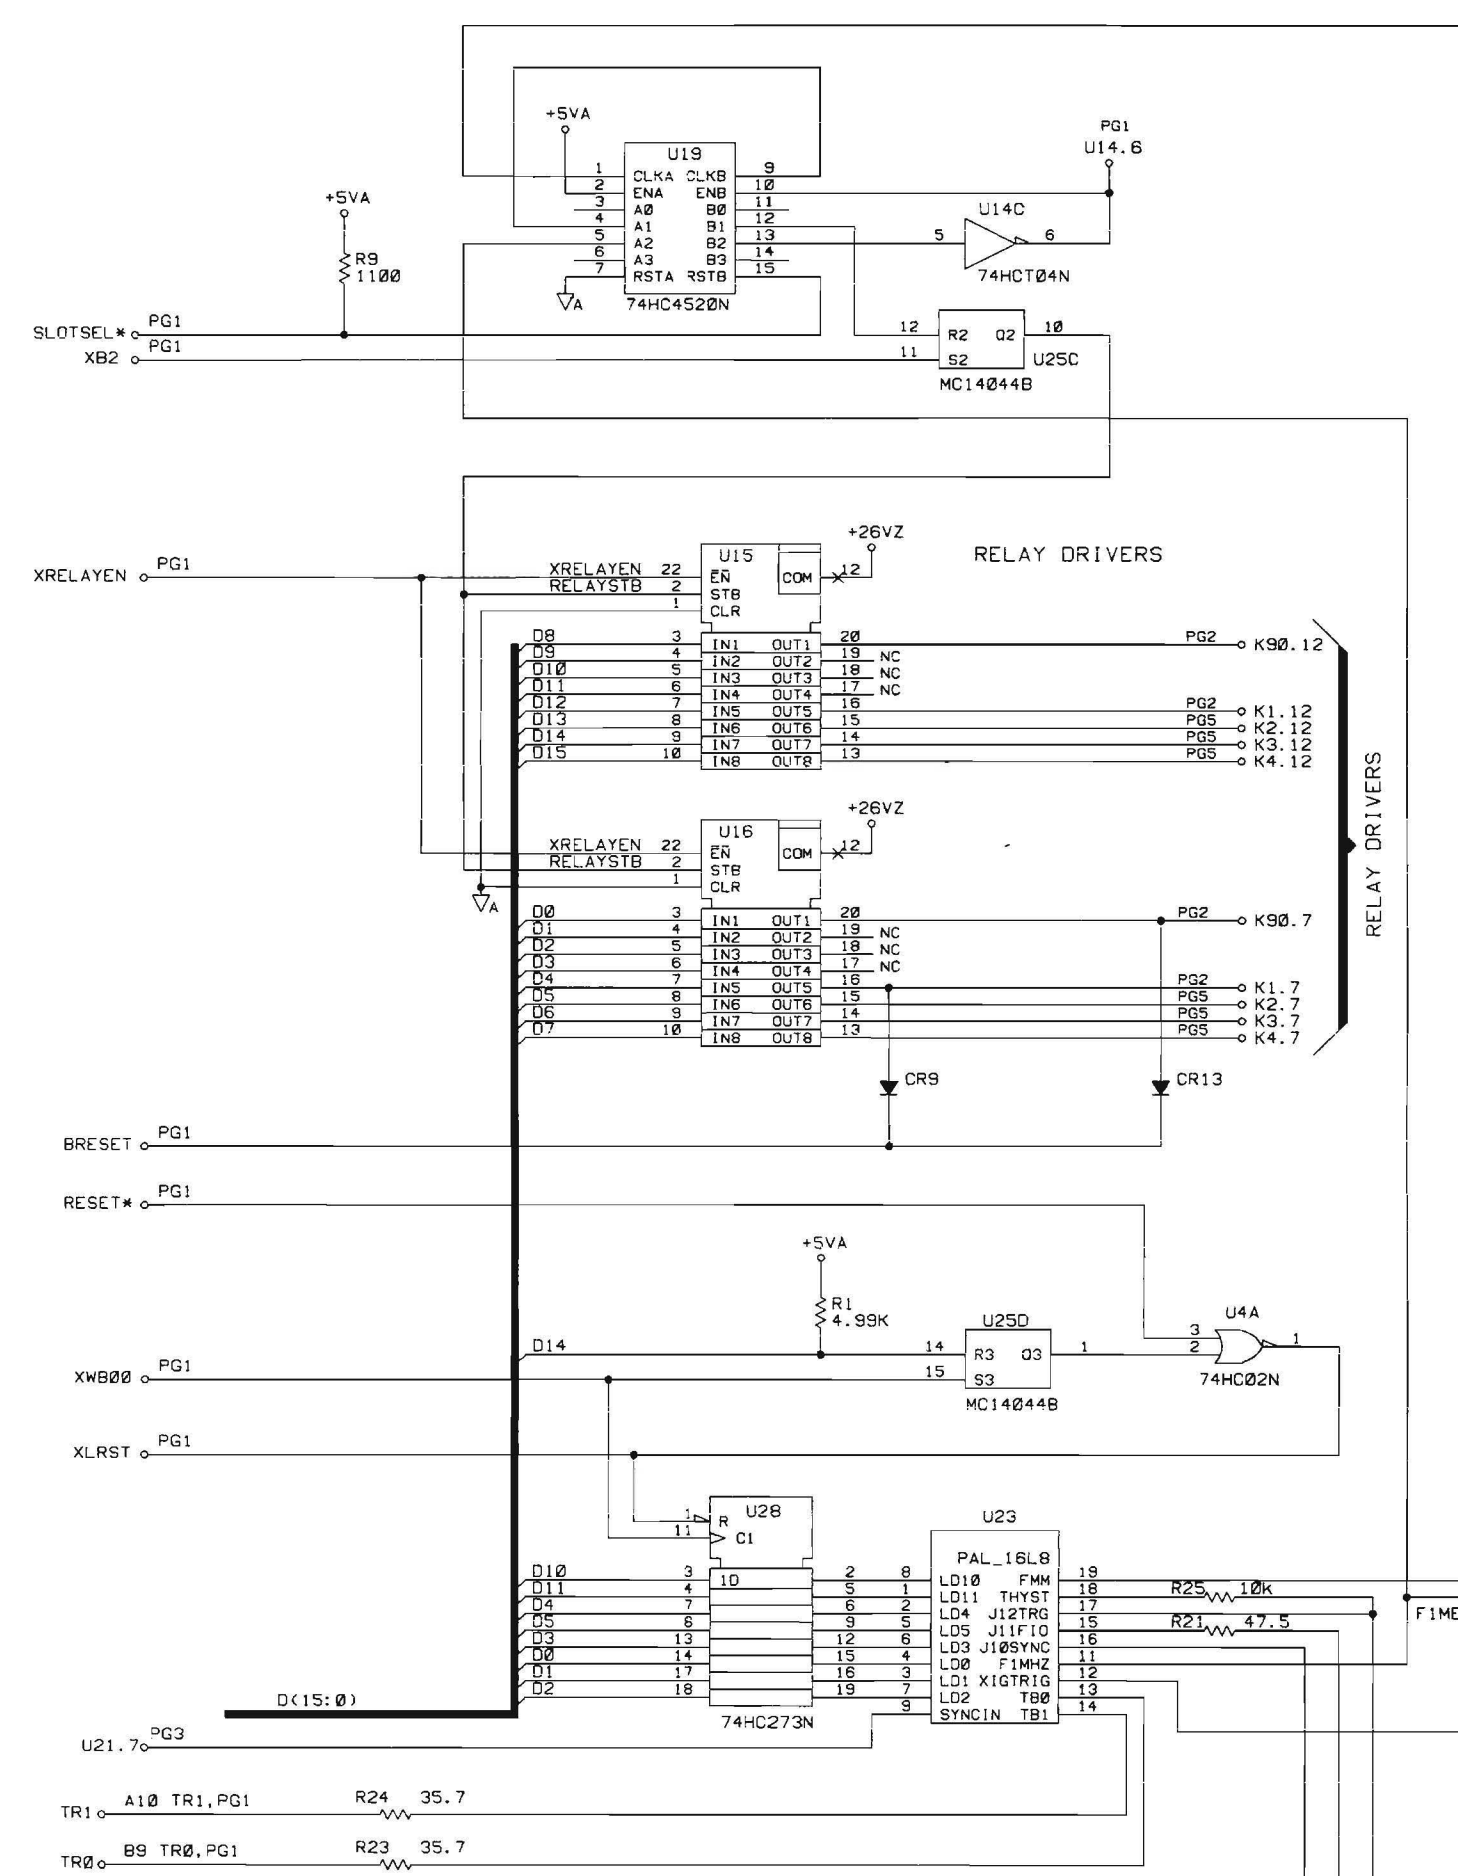 +5VA
PG1
U14.6
U19
1 CLKA CLKB 9
2 ENA ENB 10
3 A0 B0 11
4 A1 B1 12
5 A2 B2 13
6 A3 B3 14
7 RSTA RSTB 15
74HC4520N
A
+5VA
R9
1100
5 U14C 6
74HCT04N
SLOTSEL* PG1
XB2 PG1
12 R2 Q2 10
11 S2 U25C
MC14044B
+26VZ
RELAY DRIVERS
XRELAYEN PG1
U15
XRELAYEN 22 EN COM 12
RELAYSTB 2 STB
1 CLR
D8 3 IN1 OUT1 20 PG2 K90.12
D9 4 IN2 OUT2 19 NC
D10 5 IN3 OUT3 18 NC
D11 6 IN4 OUT4 17 NC
D12 7 IN5 OUT5 16 PG2 K1.12
D13 8 IN6 OUT6 15 PG5 K2.12
D14 9 IN7 OUT7 14 PG5 K3.12
D15 10 IN8 OUT8 13 PG5 K4.12
RELAY DRIVERS
+26VZ
U16
XRELAYEN 22 EN COM 12
RELAYSTB 2 STB
1 CLR
A
D0 3 IN1 OUT1 20 PG2 K90.7
D1 4 IN2 OUT2 19 NC
D2 5 IN3 OUT3 18 NC
D3 6 IN4 OUT4 17 NC
D4 7 IN5 OUT5 16 PG2 K1.7
D5 8 IN6 OUT6 15 PG5 K2.7
D6 9 IN7 OUT7 14 PG5 K3.7
D7 10 IN8 OUT8 13 PG5 K4.7
CR9 CR13
BRESET PG1
RESET* PG1
+5VA
R1
4.99K
U25D
D14 14 R3 Q3 1
15 S3
MC14044B
U4A
3
2 1
74HC02N
XWB00 PG1
XLRST PG1
U28
1 R
11 C1
D10 3 1D 2
D11 4 5
D4 7 6
D5 8 9
D3 13 12
D0 14 15
D1 17 16
D2 18 19
74HC273N
U23
PAL_16L8
8 LD10 FMM 19
1 LD11 THYST 18 R25 10K
2 LD4 J12TRG 17
5 LD5 J11FIO 15 R21 47.5
6 LD3 J10SYNC 16
4 LD0 F1MHZ 11
3 LD1 XIGTRIG 12
7 LD2 TB0 13
9 SYNCIN TB1 14
F1ME
D(15:0)
U21.7 PG3
TR1 A10 TR1,PG1 R24 35.7
TR0 B9 TR0,PG1 R23 35.7